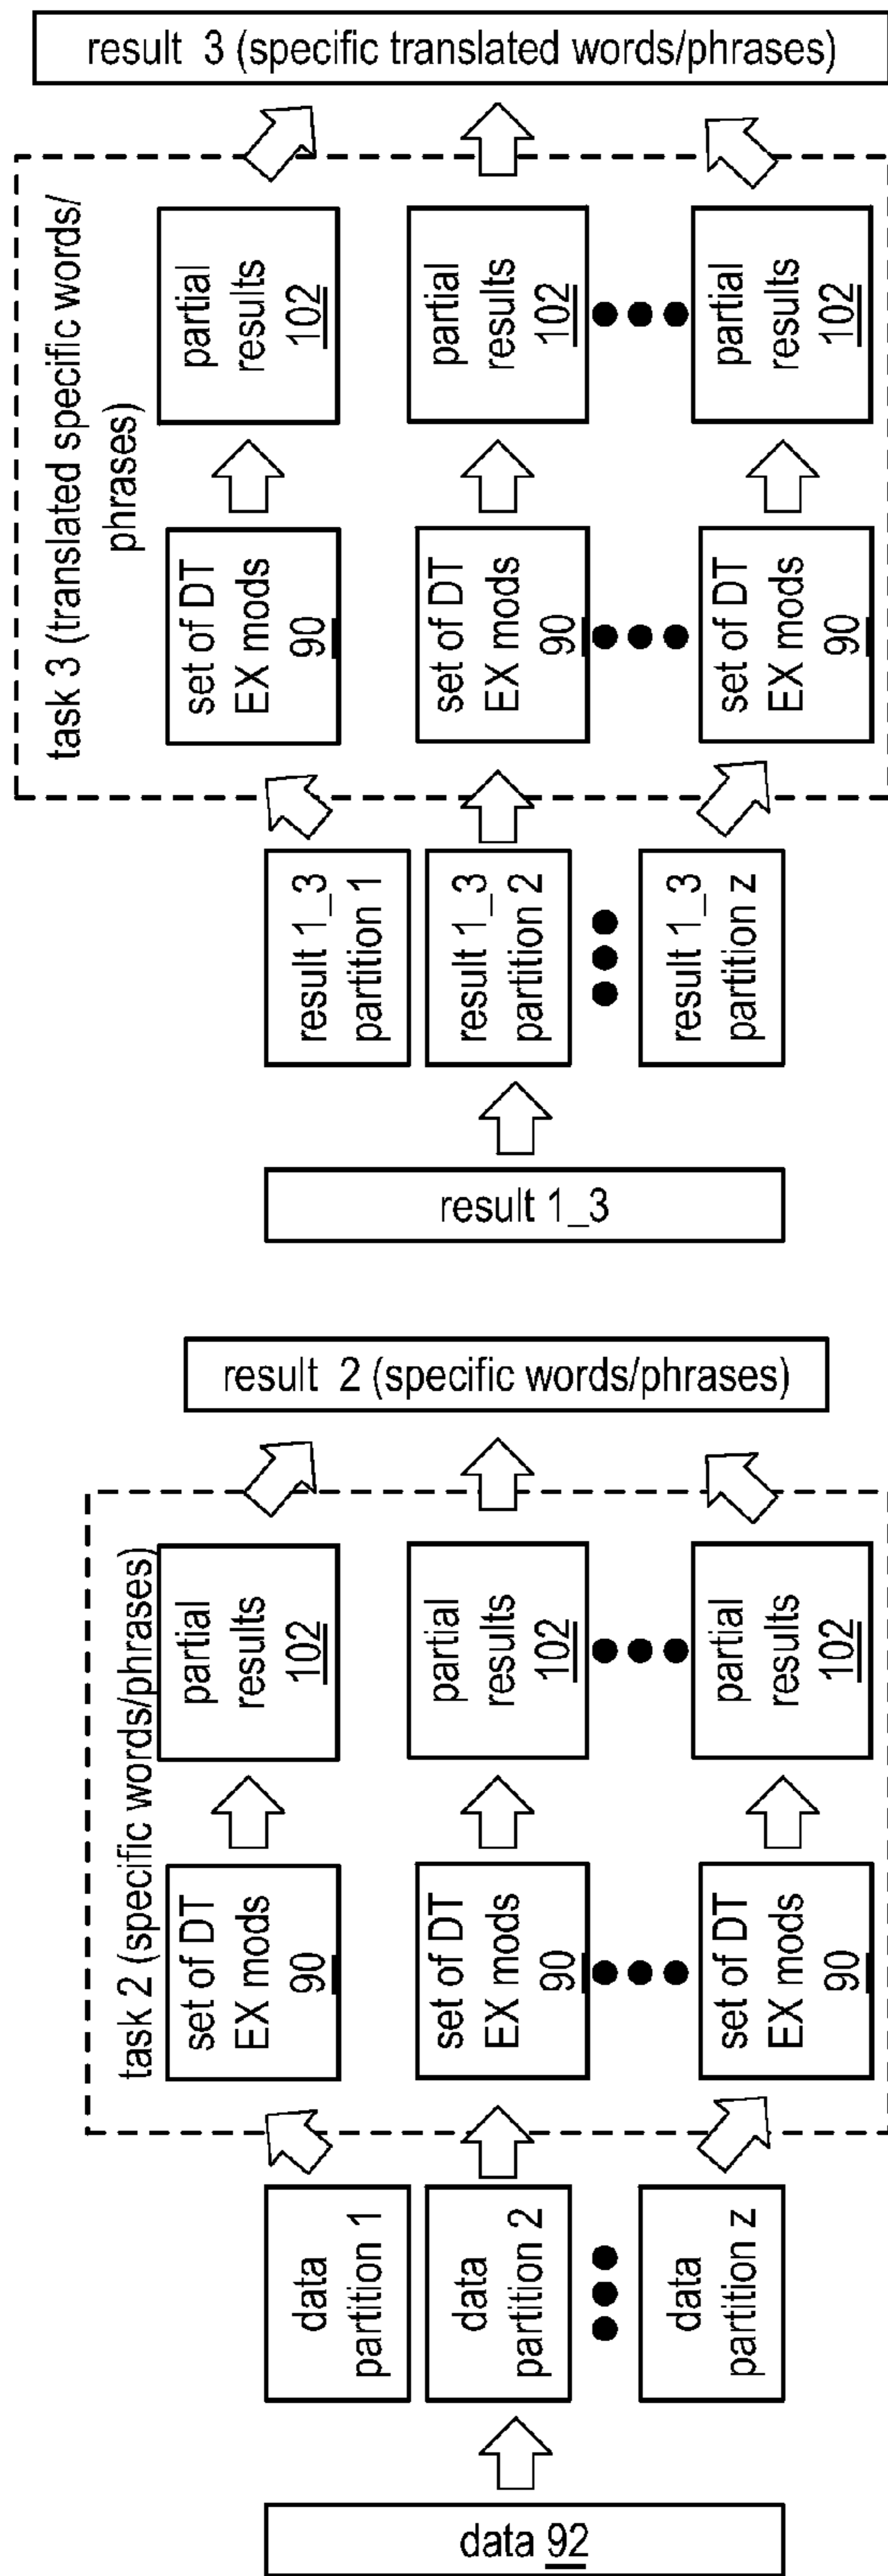 data 92
data
partition 1
data
partition 2
data
partition z
task 2 (specific words/phrases)
set of DT
EX mods
90
partial
results
102
set of DT
EX mods
90
partial
results
102
set of DT
EX mods
90
partial
results
102
result 2 (specific words/phrases)
result 1_3
result 1_3
partition 1
result 1_3
partition 2
result 1_3
partition z
task 3 (translated specific words/
phrases)
set of DT
EX mods
90
partial
results
102
set of DT
EX mods
90
partial
results
102
set of DT
EX mods
90
partial
results
102
result 3 (specific translated words/phrases)